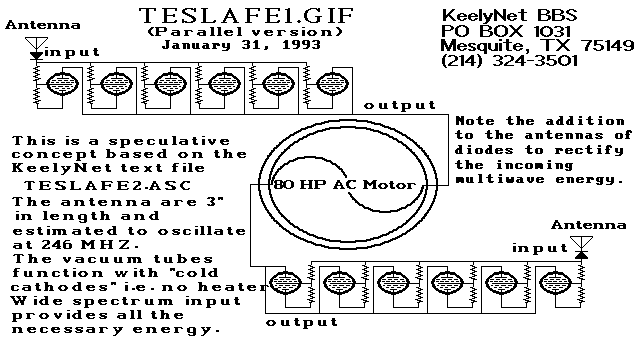 TESLAFE1.GIF
(Parallel version)
January 31, 1993
KeelyNet BBS
PO BOX 1031
Mesquite, TX 75149
(214) 324-3501
Antenna
input
output
Note the addition
to the antennas of
diodes to rectify
the incoming
multiwave energy.
This is a speculative
concept based on the
KeelyNet text file
TESLAFE2.ASC
The antenna are 3"
in length and
estimated to oscillate
at 246 MHZ.
The vacuum tubes
function with "cold
cathodes" i.e. no heater
Wide spectrum input
provides all the
necessary energy.
80 HP AC Motor
Antenna
input
output